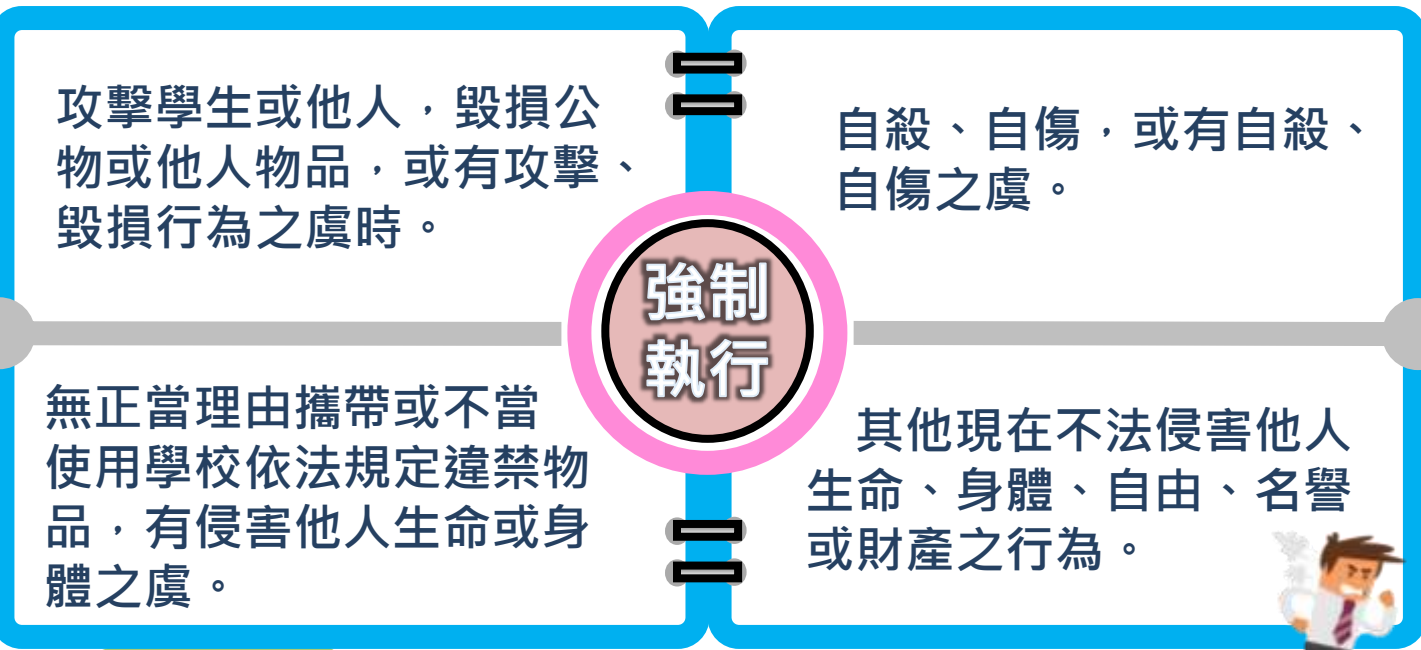 攻擊學生或他人，毀損公
物或他人物品，或有攻擊、
毀損行為之虞時。
自殺、自傷，或有自殺、
自傷之虞。
強制
執行
無正當理由攜帶或不當
使用學校依法規定違禁物
品，有侵害他人生命或身
體之虞。
其他現在不法侵害他人
生命、身體、自由、名譽
或財產之行為。